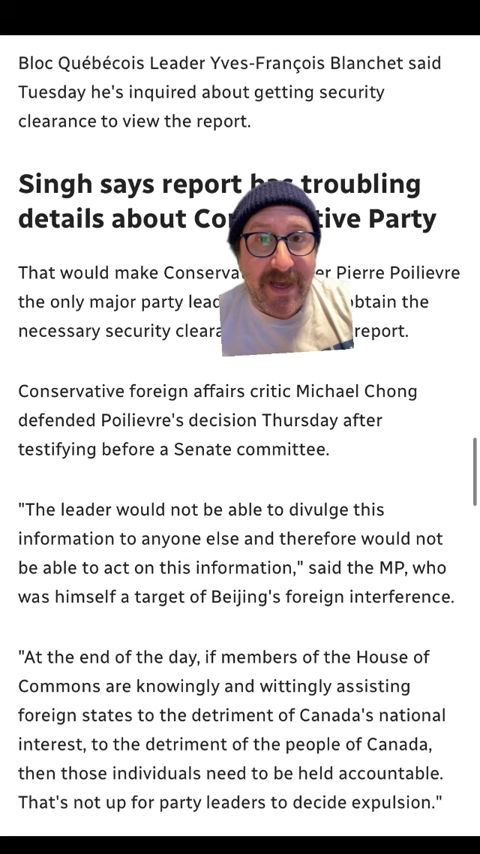 Bloc Québécois Leader Yves-François Blanchet said
Tuesday he's inquired about getting security
clearance to view the report.
Singh says report has troubling
details about Co tive Party
That would make Conserva er Pierre Poilievre
the only major party lead obtain the
necessary security cleara report.
Conservative foreign affairs critic Michael Chong
defended Poilievre's decision Thursday after
testifying before a Senate committee.
"The leader would not be able to divulge this
information to anyone else and therefore would not
be able to act on this information," said the MP, who
was himself a target of Beijing's foreign interference.
"At the end of the day, if members of the House of
Commons are knowingly and wittingly assisting
foreign states to the detriment of Canada's national
interest, to the detriment of the people of Canada,
then those individuals need to be held accountable.
That's not up for party leaders to decide expulsion."